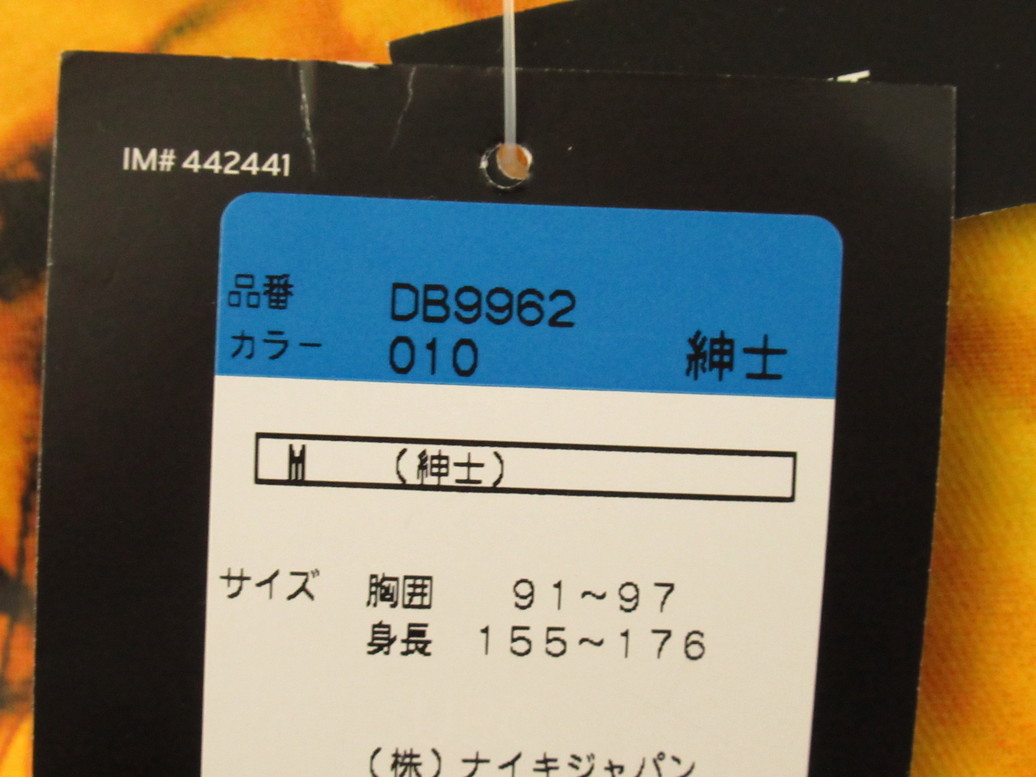 IM# 442441
品番 DB9962
カラー 010 紳士
M (紳士)
サイズ 胸囲 91~97
身長 155~176
(株)ナイキジャパン